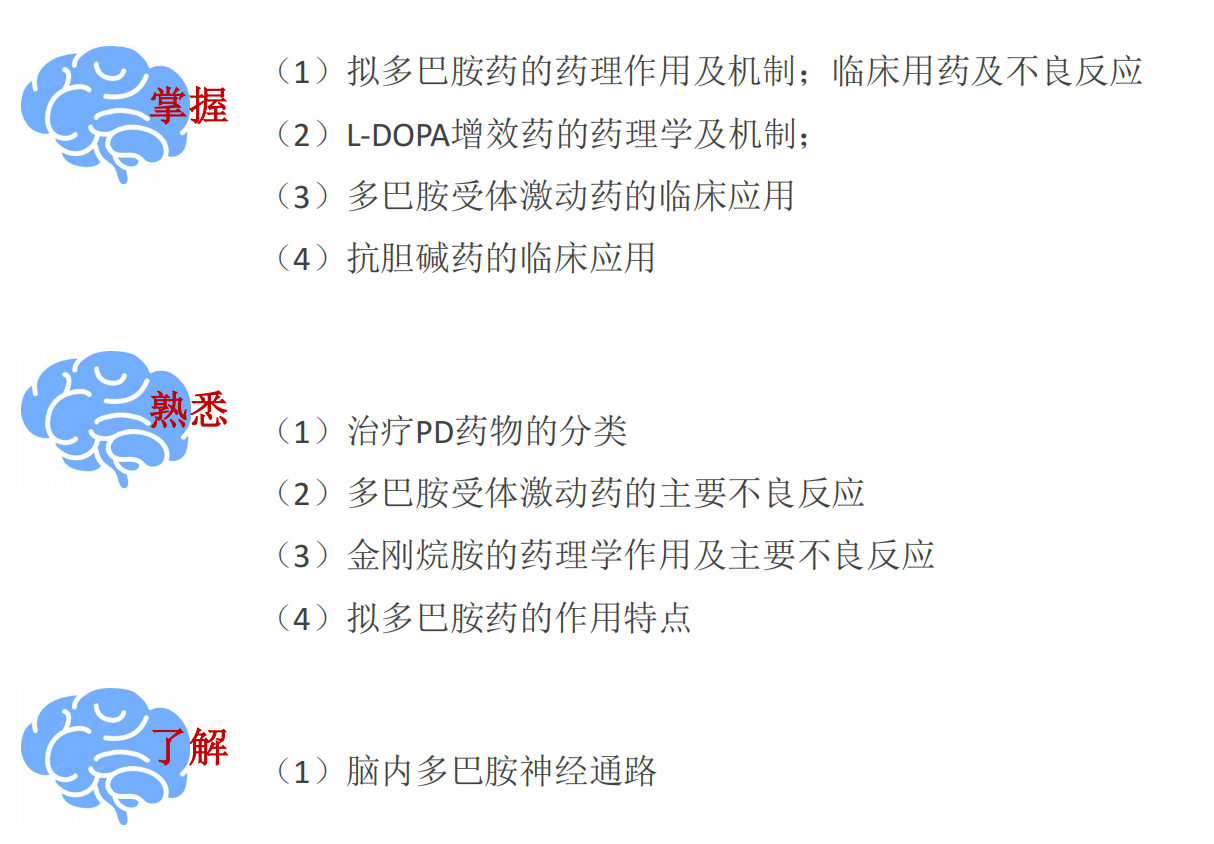 掌握
（1）拟多巴胺药的药理作用及机制；临床用药及不良反应
（2）L-DOPA增效药的药理学及机制；
（3）多巴胺受体激动药的临床应用
（4）抗胆碱药的临床应用
熟悉
（1）治疗PD药物的分类
（2）多巴胺受体激动药的主要不良反应
（3）金刚烷胺的药理学作用及主要不良反应
（4）拟多巴胺药的作用特点
了解
（1）脑内多巴胺神经通路